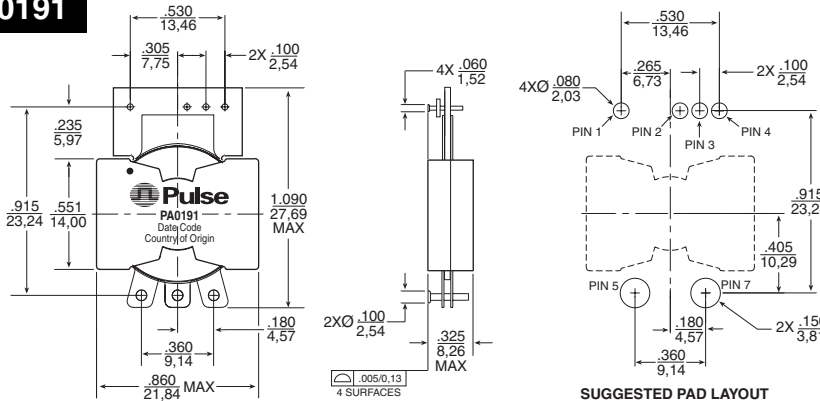 0191
.530
13,46
.305
7,75
2X .100
2,54
.235
5,97
.915
23,24
.551
14,00
Pulse
PA0191
Date Code
Country of Origin
1.090
27,69
MAX
.180
4,57
.360
9,14
.860
21,84
MAX
4X .060
1,52
2XØ .100
2,54
.325
8,26
MAX
.005/0,13
4 SURFACES
.530
13,46
.265
6,73
2X .100
2,54
4XØ .080
2,03
PIN 1
PIN 2
PIN 3
PIN 4
.915
23,2
.405
10,29
PIN 5
PIN 7
.180
4,57
2X .150
3,8
.360
9,14
SUGGESTED PAD LAYOUT